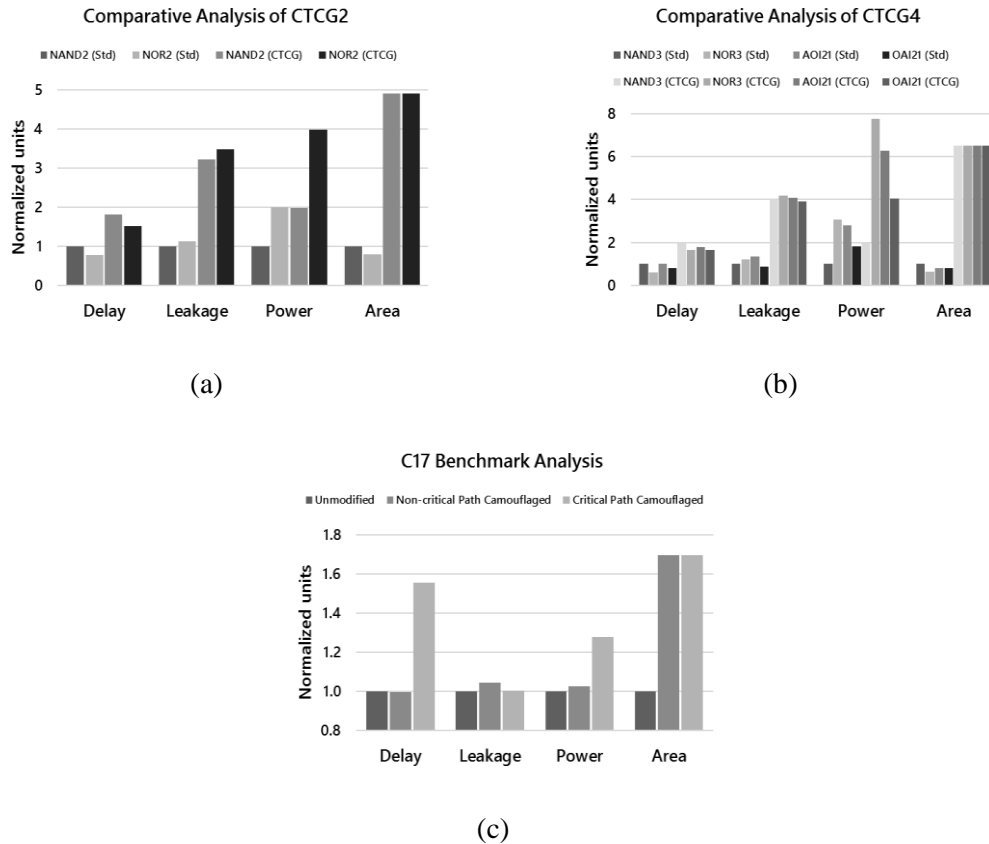 Comparative Analysis of CTCG2
NAND2 (Std) NOR2 (Std) NAND2 (CTCG) NOR2 (CTCG)
Normalized units
5
4
3
2
1
0
Delay Leakage Power Area
(a)
Comparative Analysis of CTCG4
NAND3 (Std) NOR3 (Std) AOI21 (Std) OAI21 (Std)
NAND3 (CTCG) NOR3 (CTCG) AOI21 (CTCG) OAI21 (CTCG)
Normalized units
8
6
4
2
0
Delay Leakage Power Area
(b)
C17 Benchmark Analysis
Unmodified Non-critical Path Camouflaged Critical Path Camouflaged
Normalized units
1.8
1.6
1.4
1.2
1.0
0.8
Delay Leakage Power Area
(c)